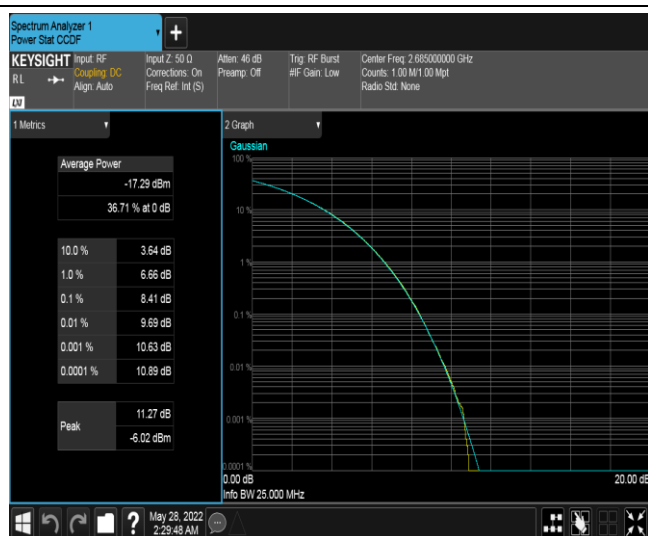 Spectrum Analyzer 1
Power Stat CCDF
+
KEYSIGHT
Input: RF
Coupling: DC
Align: Auto
Input Z: 50 Ω
Corrections: On
Freq Ref: Int (S)
Atten: 46 dB
Preamp: Off
Trig: RF Burst
#IF Gain: Low
Center Freq: 2.685000000 GHz
Counts: 1.00 M/1.00 Mpt
Radio Std: None
RL
LXI
1 Metrics
Average Power
-17.29 dBm
36.71 % at 0 dB
10.0 % 3.64 dB
1.0 % 6.66 dB
0.1 % 8.41 dB
0.01 % 9.69 dB
0.001 % 10.63 dB
0.0001 % 10.89 dB
Peak
11.27 dB
-6.02 dBm
2 Graph
Gaussian
100 %
10 %
1 %
0.1 %
0.01 %
0.001 %
0.0001 %
0.00 dB 20.00 dB
Info BW 25.000 MHz
?
May 28, 2022
2:29:48 AM